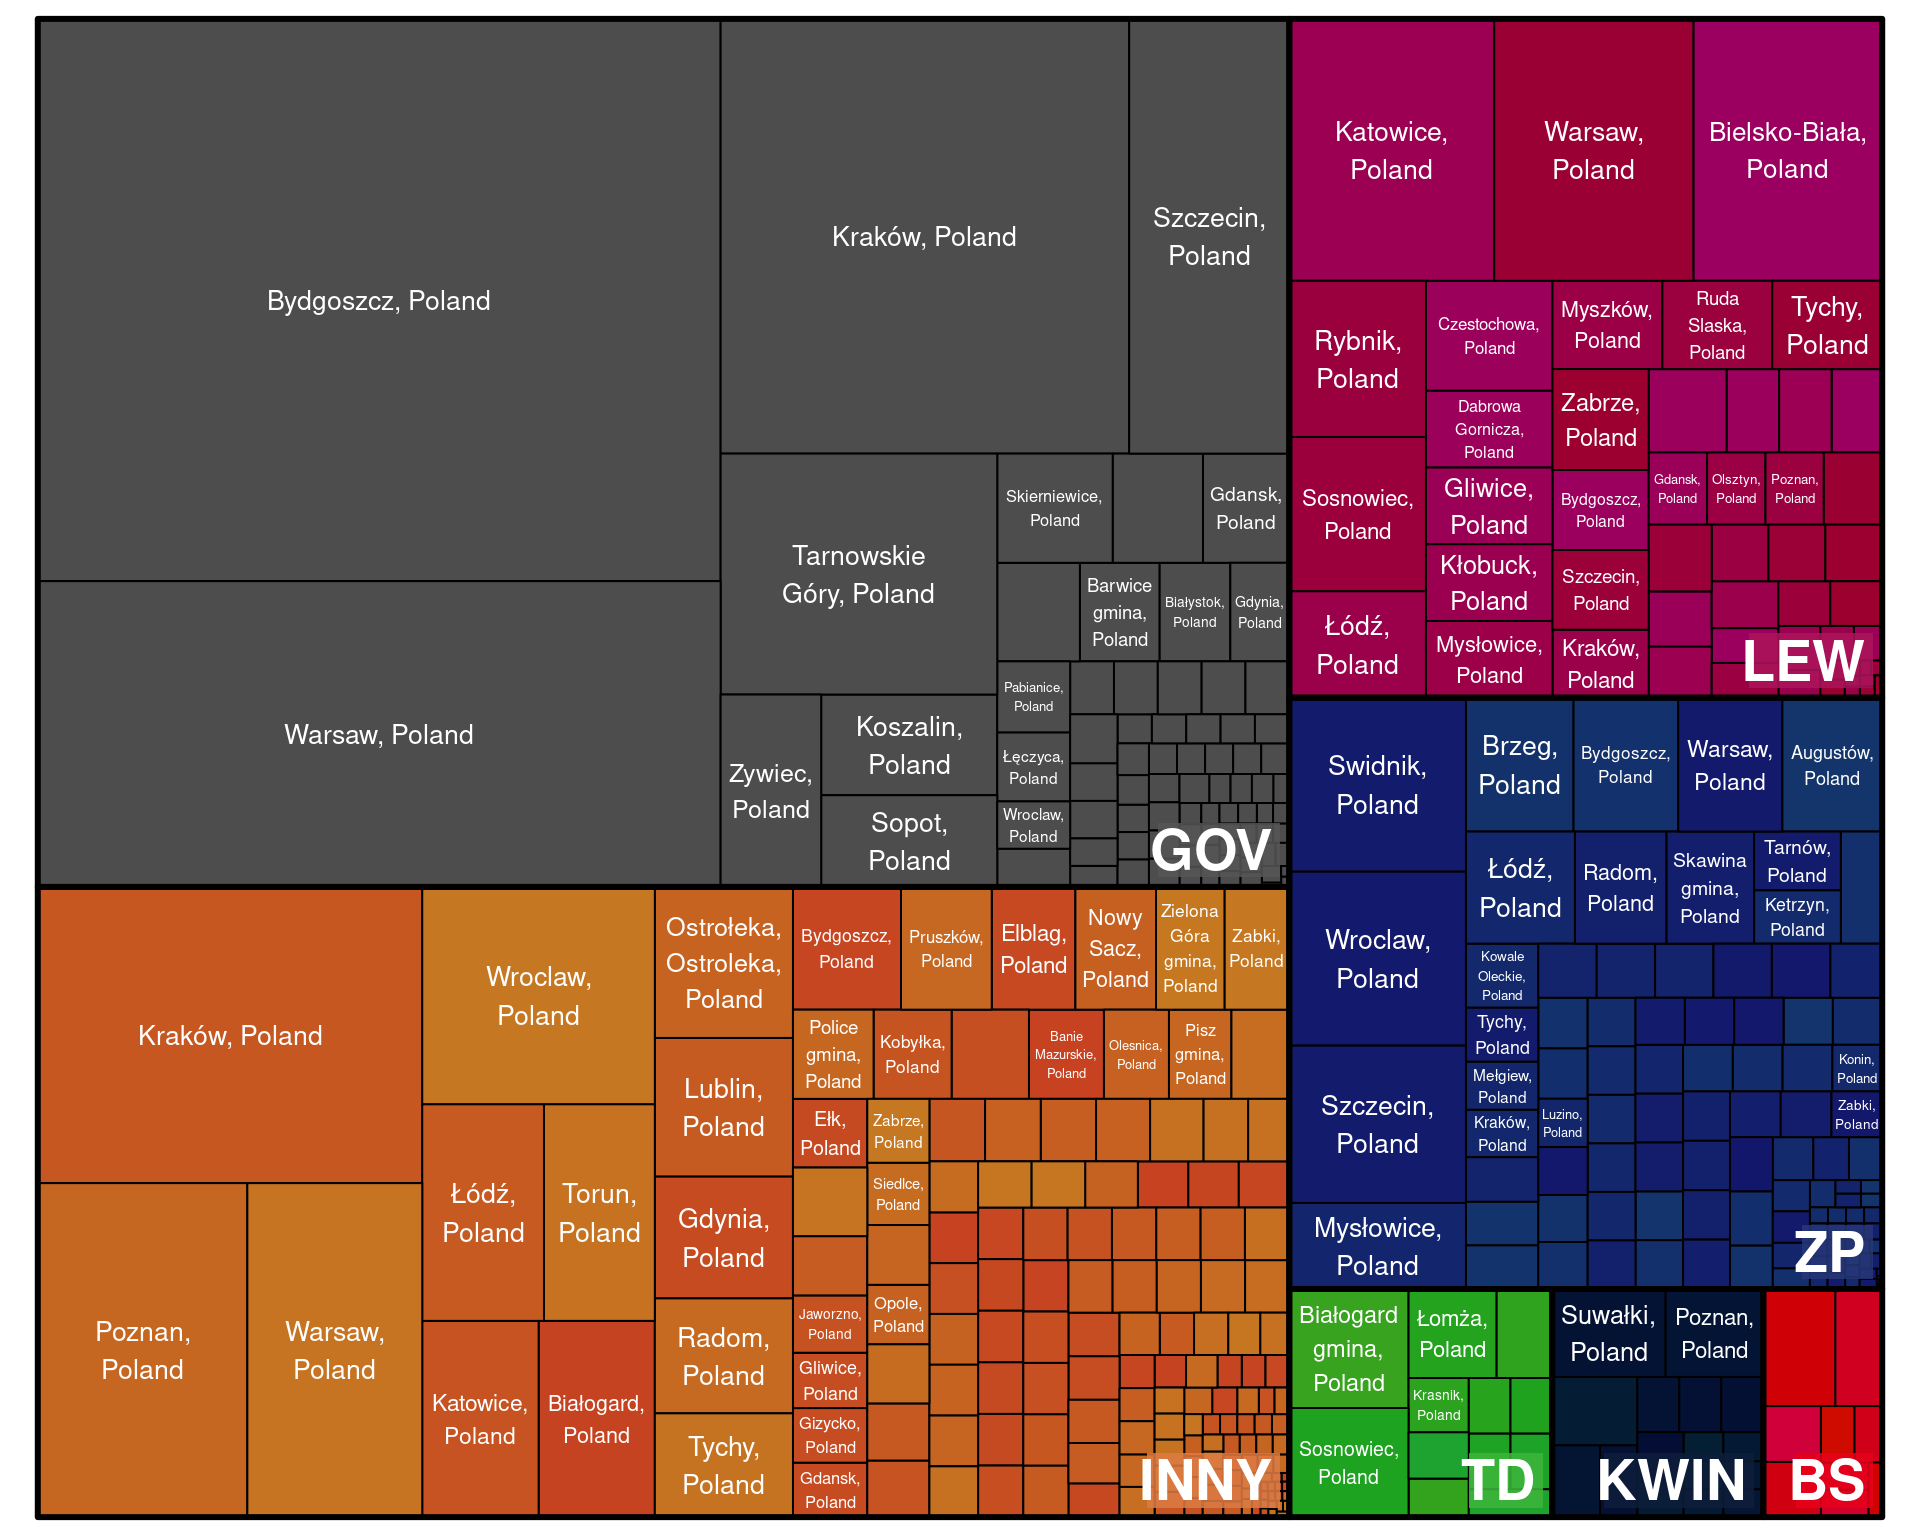 Bydgoszcz, Poland
Warsaw, Poland
Kraków, Poland
Szczecin,
Poland
Tarnowskie
Góry, Poland
Zywiec,
Poland
Koszalin,
Poland
Sopot,
Poland
Skierniewice,
Poland
Gdansk,
Poland
Barwice
gmina,
Poland
Białystok,
Poland
Gdynia,
Poland
Pabianice,
Poland
Łęczyca,
Poland
Wroclaw,
Poland
GOV
Katowice,
Poland
Warsaw,
Poland
Bielsko-Biała,
Poland
Rybnik,
Poland
Sosnowiec,
Poland
Łódź,
Poland
Czestochowa,
Poland
Dabrowa
Gornicza,
Poland
Gliwice,
Poland
Kłobuck,
Poland
Mysłowice,
Poland
Myszków,
Poland
Ruda
Slaska,
Poland
Tychy,
Poland
Zabrze,
Poland
Bydgoszcz,
Poland
Szczecin,
Poland
Kraków,
Poland
Gdansk,
Poland
Olsztyn,
Poland
Poznan,
Poland
LEW
Swidnik,
Poland
Wroclaw,
Poland
Szczecin,
Poland
Mysłowice,
Poland
Brzeg,
Poland
Bydgoszcz,
Poland
Warsaw,
Poland
Augustów,
Poland
Łódź,
Poland
Radom,
Poland
Skawina
gmina,
Poland
Tarnów,
Poland
Ketrzyn,
Poland
Kowale
Oleckie,
Poland
Tychy,
Poland
Mełgiew,
Poland
Kraków,
Poland
Luzino,
Poland
Konin,
Poland
Zabki,
Poland
ZP
Kraków, Poland
Poznan,
Poland
Warsaw,
Poland
Wroclaw,
Poland
Łódź,
Poland
Torun,
Poland
Katowice,
Poland
Białogard,
Poland
Ostrołeka,
Ostroleka,
Poland
Lublin,
Poland
Gdynia,
Poland
Radom,
Poland
Tychy,
Poland
Bydgoszcz,
Poland
Pruszków,
Poland
Elblag,
Poland
Nowy
Sacz,
Poland
Zielona
Góra
gmina,
Poland
Zabki,
Poland
Police
gmina,
Poland
Kobyłka,
Poland
Banie
Mazurskie,
Poland
Olesnica,
Poland
Pisz
gmina,
Poland
Ełk,
Poland
Zabrze,
Poland
Siedlce,
Poland
Opole,
Poland
Jaworzno,
Poland
Gliwice,
Poland
Gizycko,
Poland
Gdansk,
Poland
INNY
Białogard
gmina,
Poland
Łomża,
Poland
Krasnik,
Poland
Sosnowiec,
Poland
TD
Suwałki,
Poland
Poznan,
Poland
KWIN
BS